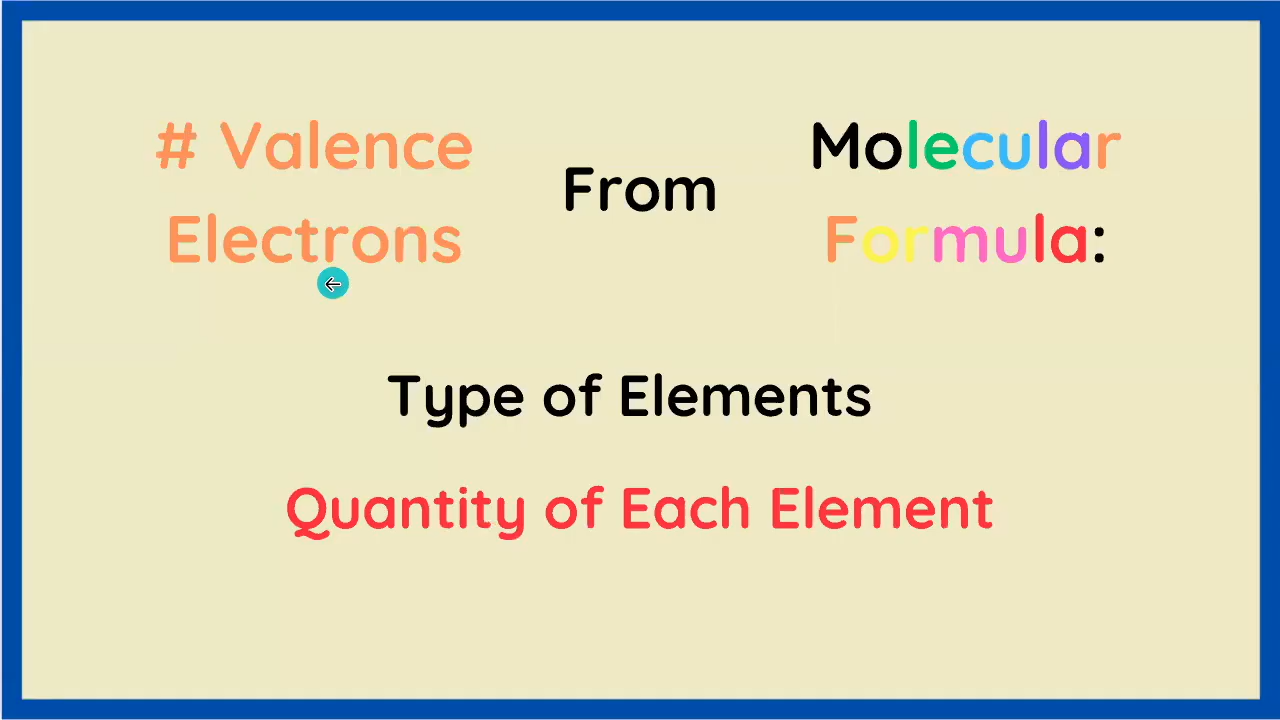 # Valence
Electrons
From
Molecular
Formula:
Type of Elements
Quantity of Each Element